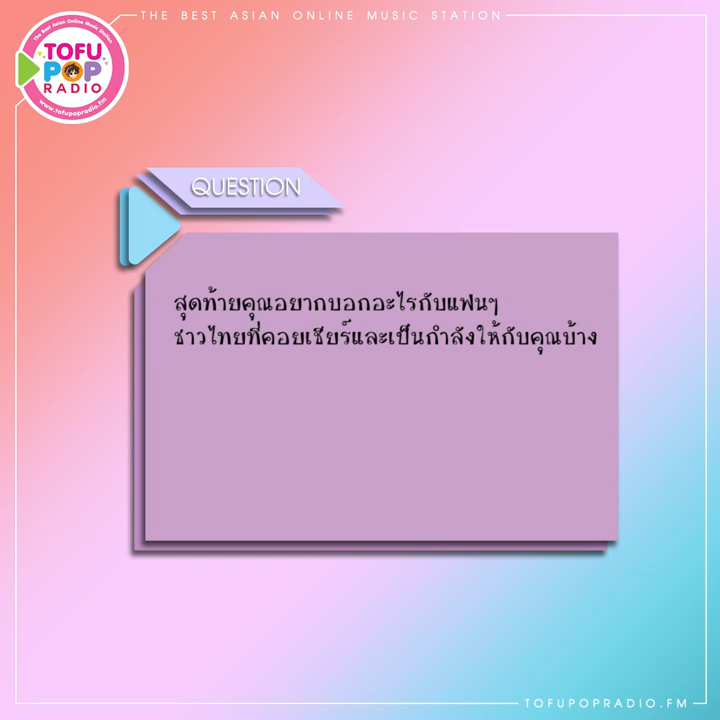 THE BEST ASIAN ONLINE MUSIC STATION
The Best Asian Online Music Station
TOFU
POP
RADIO
www.tofupopradio.fm
QUESTION
สุดท้ายคุณอยากบอกอะไรกับแฟนๆ
ชาวไทยที่คอยเชียร์และเป็นกำลังให้กับคุณบ้าง
TOFUPOPRADIO.FM